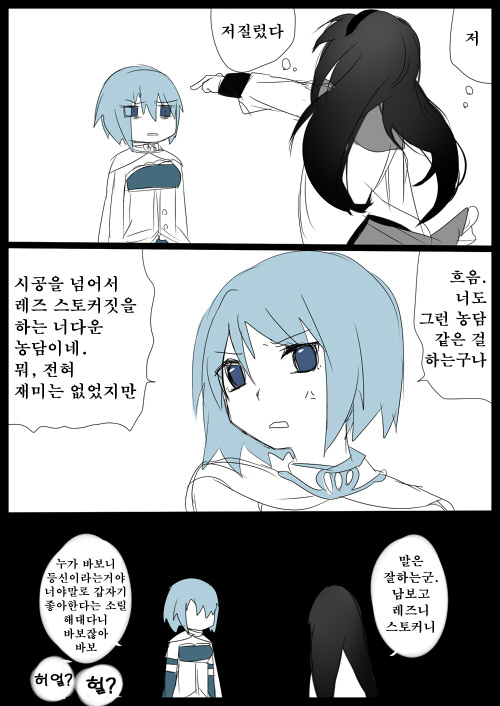 저
저질렀다
흐음.
너도
그런 농담
같은 걸
하는구나
시공을 넘어서
레즈 스토커짓을
하는 너다운
농담이네.
뭐, 전혀
재미는 없었지만
말은
잘하는군.
남보고
레즈니
스토커니
누가 바보니
등신이라는거야
너야말로 갑자기
좋아한다는 소릴
해대다니
바보잖아
바보
허얼?
헐?